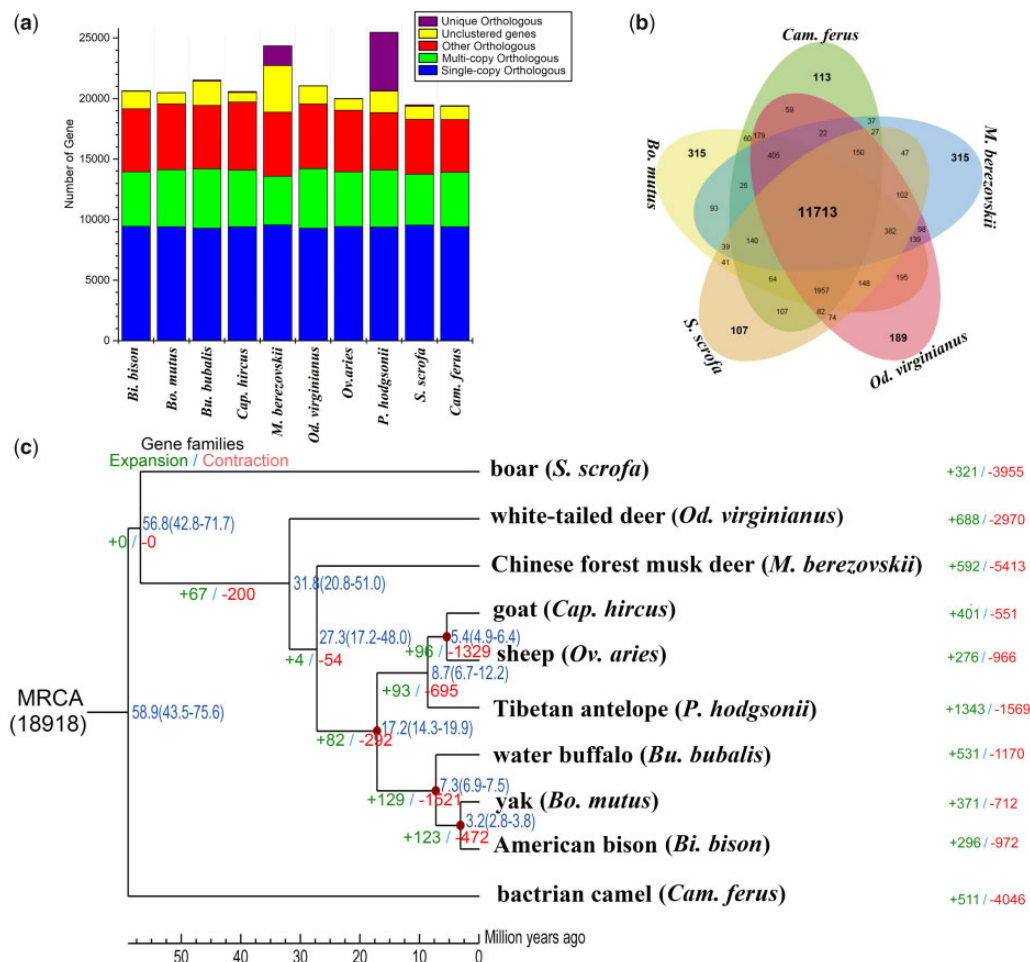 (a)
Unique Orthologous
Unclustered genes
Other Orthologous
Multi-copy Orthologous
Single-copy Orthologous
Number of Gene
25000
20000
15000
10000
5000
0
Bi. bison
Bo. mutus
Bu. bubalis
Cap. hircus
M. berezovskii
Od. virginianus
Ov.aries
P. hodgsonii
S. scrofa
Cam. ferus
(b)
Cam. ferus
113
Bo. mutus
315
M. berezovskii
315
59
37
27
60
179
22
405
150
47
26
102
93
11713
98
139
382
39
140
41
64
148
195
1957
107
82
74
S. scrofa
107
189
Od. virginianus
(c)
Gene families
Expansion / Contraction
boar (S. scrofa)
+321 / -3955
56.8(42.8-71.7)
+0 / -0
white-tailed deer (Od. virginianus)
+688 / -2970
Chinese forest musk deer (M. berezovskii)
+592 / -5413
31.8(20.8-51.0)
+67 / -200
goat (Cap. hircus)
+401 / -551
27.3(17.2-48.0)
5.4(4.9-6.4)
+4 / -54
+96 / -1329
sheep (Ov. aries)
+276 / -966
8.7(6.7-12.2)
+93 / -695
MRCA
(18918)
58.9(43.5-75.6)
Tibetan antelope (P. hodgsonii)
+1343 / -1569
17.2(14.3-19.9)
+82 / -292
water buffalo (Bu. bubalis)
+531 / -1170
7.3(6.9-7.5)
+129 / -1521
yak (Bo. mutus)
+371 / -712
3.2(2.8-3.8)
+123 / -472
American bison (Bi. bison)
+296 / -972
bactrian camel (Cam. ferus)
+511 / -4046
Million years ago
50 40 30 20 10 0